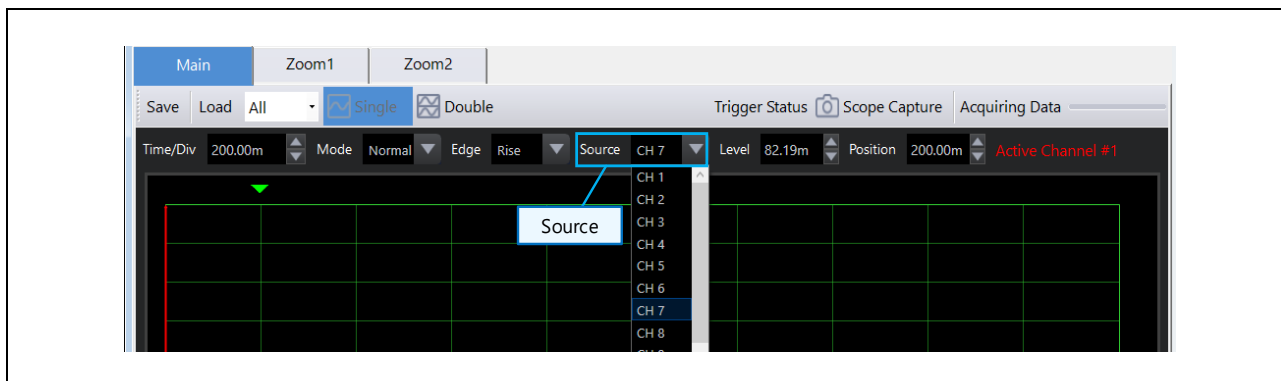 Main Zoom1 Zoom2
Save Load All Single Double Trigger Status Scope Capture Acquiring Data
Time/Div 200.00m Mode Normal Edge Rise Source CH 7 Level 82.19m Position 200.00m Active Channel #1
CH 1
CH 2
Source
CH 3
CH 4
CH 5
CH 6
CH 7
CH 8